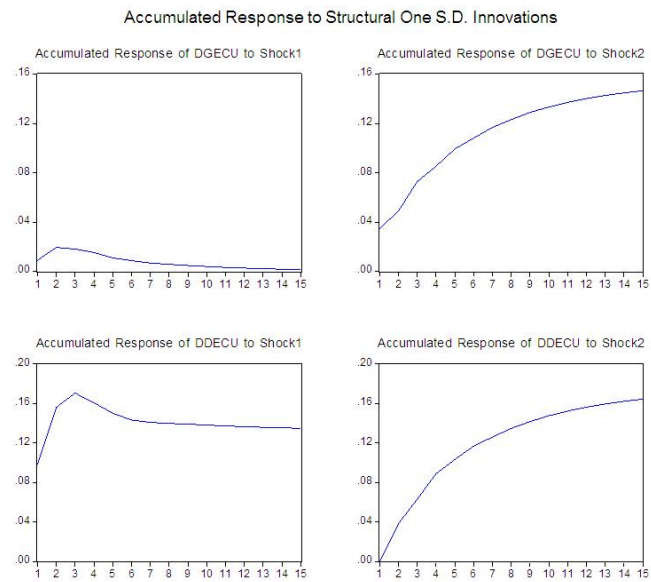 Accumulated Response to Structural One S.D. Innovations
Accumulated Response of DGECU to Shock1
.16
.12
.08
.04
.00
1 2 3 4 5 6 7 8 9 10 11 12 13 14 15
Accumulated Response of DGECU to Shock2
.16
.12
.08
.04
.00
1 2 3 4 5 6 7 8 9 10 11 12 13 14 15
Accumulated Response of DDECU to Shock1
.20
.16
.12
.08
.04
.00
1 2 3 4 5 6 7 8 9 10 11 12 13 14 15
Accumulated Response of DDECU to Shock2
.20
.16
.12
.08
.04
.00
1 2 3 4 5 6 7 8 9 10 11 12 13 14 15